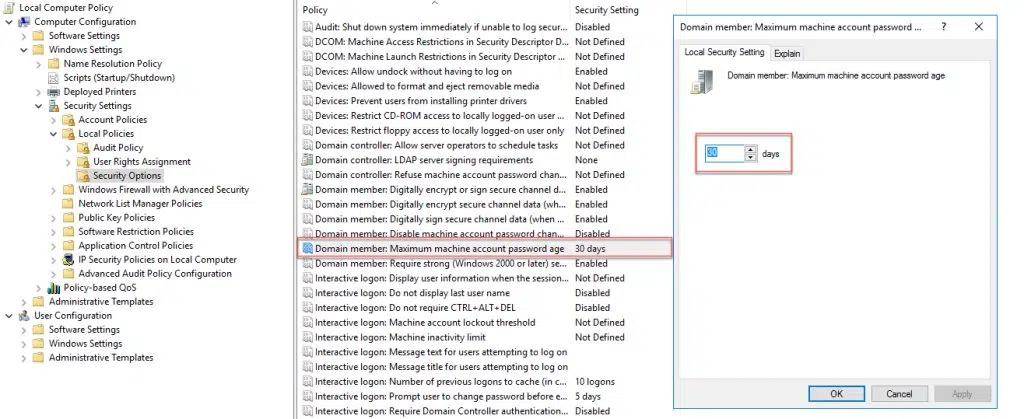 Local Computer Policy
Computer Configuration
Software Settings
Windows Settings
Name Resolution Policy
Scripts (Startup/Shutdown)
Deployed Printers
Security Settings
Account Policies
Local Policies
Audit Policy
User Rights Assignment
Security Options
Windows Firewall with Advanced Security
Network List Manager Policies
Public Key Policies
Software Restriction Policies
Application Control Policies
IP Security Policies on Local Computer
Advanced Audit Policy Configuration
Policy-based QoS
Administrative Templates
User Configuration
Software Settings
Windows Settings
Administrative Templates
Policy Security Setting
Audit: Shut down system immediately if unable to log secur... Disabled
DCOM: Machine Access Restrictions in Security Descriptor D... Not Defined
DCOM: Machine Launch Restrictions in Security Descriptor ... Not Defined
Devices: Allow undock without having to log on Enabled
Devices: Allowed to format and eject removable media Not Defined
Devices: Prevent users from installing printer drivers Enabled
Devices: Restrict CD-ROM access to locally logged-on user ... Not Defined
Devices: Restrict floppy access to locally logged-on user only Not Defined
Domain controller: Allow server operators to schedule tasks Not Defined
Domain controller: LDAP server signing requirements None
Domain controller: Refuse machine account password chan... Not Defined
Domain member: Digitally encrypt or sign secure channel d... Enabled
Domain member: Digitally encrypt secure channel data (wh... Enabled
Domain member: Digitally sign secure channel data (when ... Enabled
Domain member: Disable machine account password chan... Disabled
Domain member: Maximum machine account password age 30 days
Domain member: Require strong (Windows 2000 or later) se... Enabled
Interactive logon: Display user information when the session... Not Defined
Interactive logon: Do not display last user name Disabled
Interactive logon: Do not require CTRL+ALT+DEL Disabled
Interactive logon: Machine account lockout threshold Not Defined
Interactive logon: Machine inactivity limit Not Defined
Interactive logon: Message text for users attempting to log on
Interactive logon: Message title for users attempting to log on
Interactive logon: Number of previous logons to cache (in c... 10 logons
Interactive logon: Prompt user to change password before e... 5 days
Interactive logon: Require Domain Controller authentication... Disabled
Domain member: Maximum machine account password ... ?
Local Security Setting Explain
Domain member: Maximum machine account password age
30 days
OK Cancel Apply